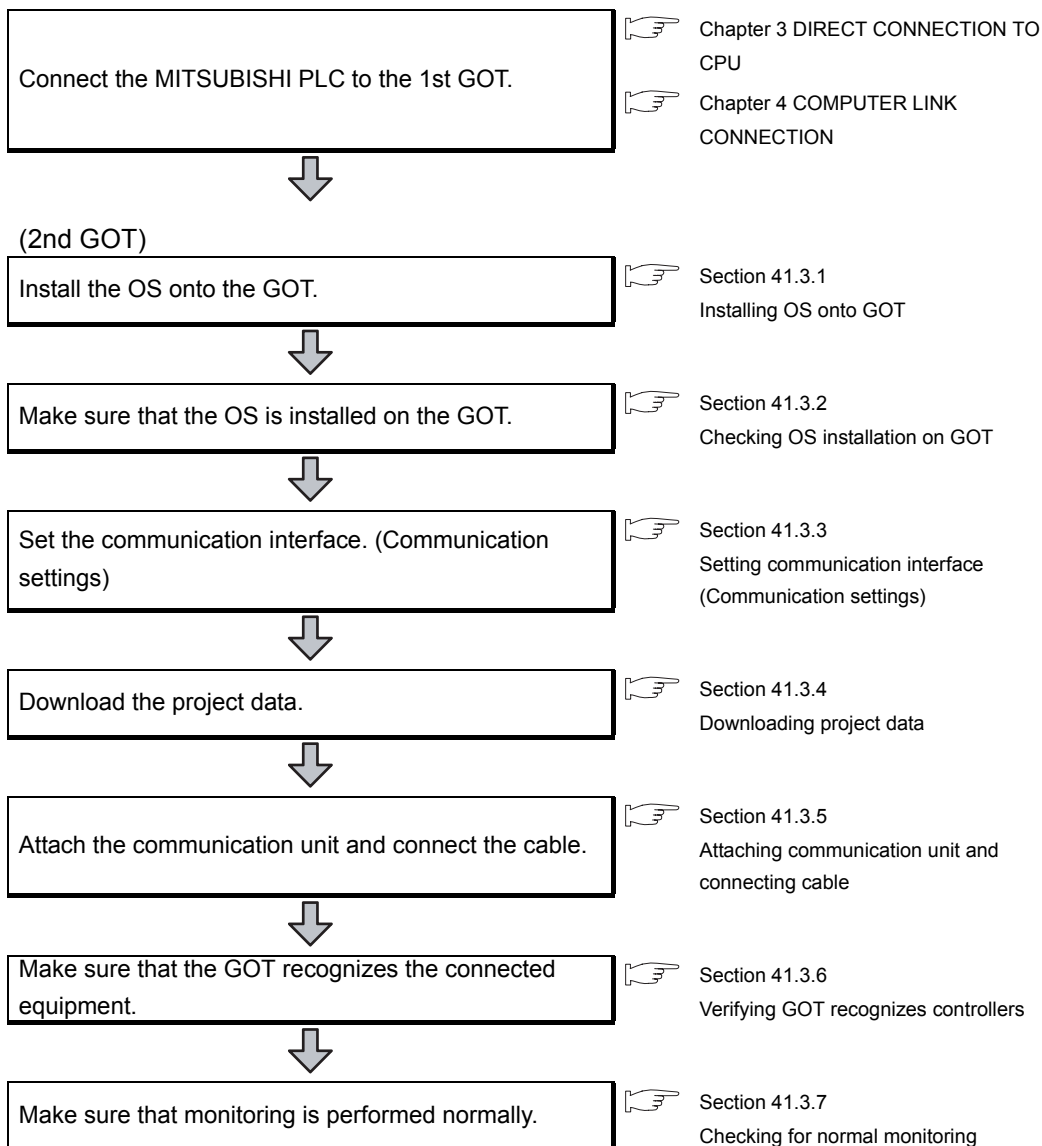 Connect the MITSUBISHI PLC to the 1st GOT.
Chapter 3 DIRECT CONNECTION TO
CPU
Chapter 4 COMPUTER LINK
CONNECTION
(2nd GOT)
Install the OS onto the GOT.
Section 41.3.1
Installing OS onto GOT
Make sure that the OS is installed on the GOT.
Section 41.3.2
Checking OS installation on GOT
Set the communication interface. (Communication
settings)
Section 41.3.3
Setting communication interface
(Communication settings)
Download the project data.
Section 41.3.4
Downloading project data
Attach the communication unit and connect the cable.
Section 41.3.5
Attaching communication unit and
connecting cable
Make sure that the GOT recognizes the connected
equipment.
Section 41.3.6
Verifying GOT recognizes controllers
Make sure that monitoring is performed normally.
Section 41.3.7
Checking for normal monitoring